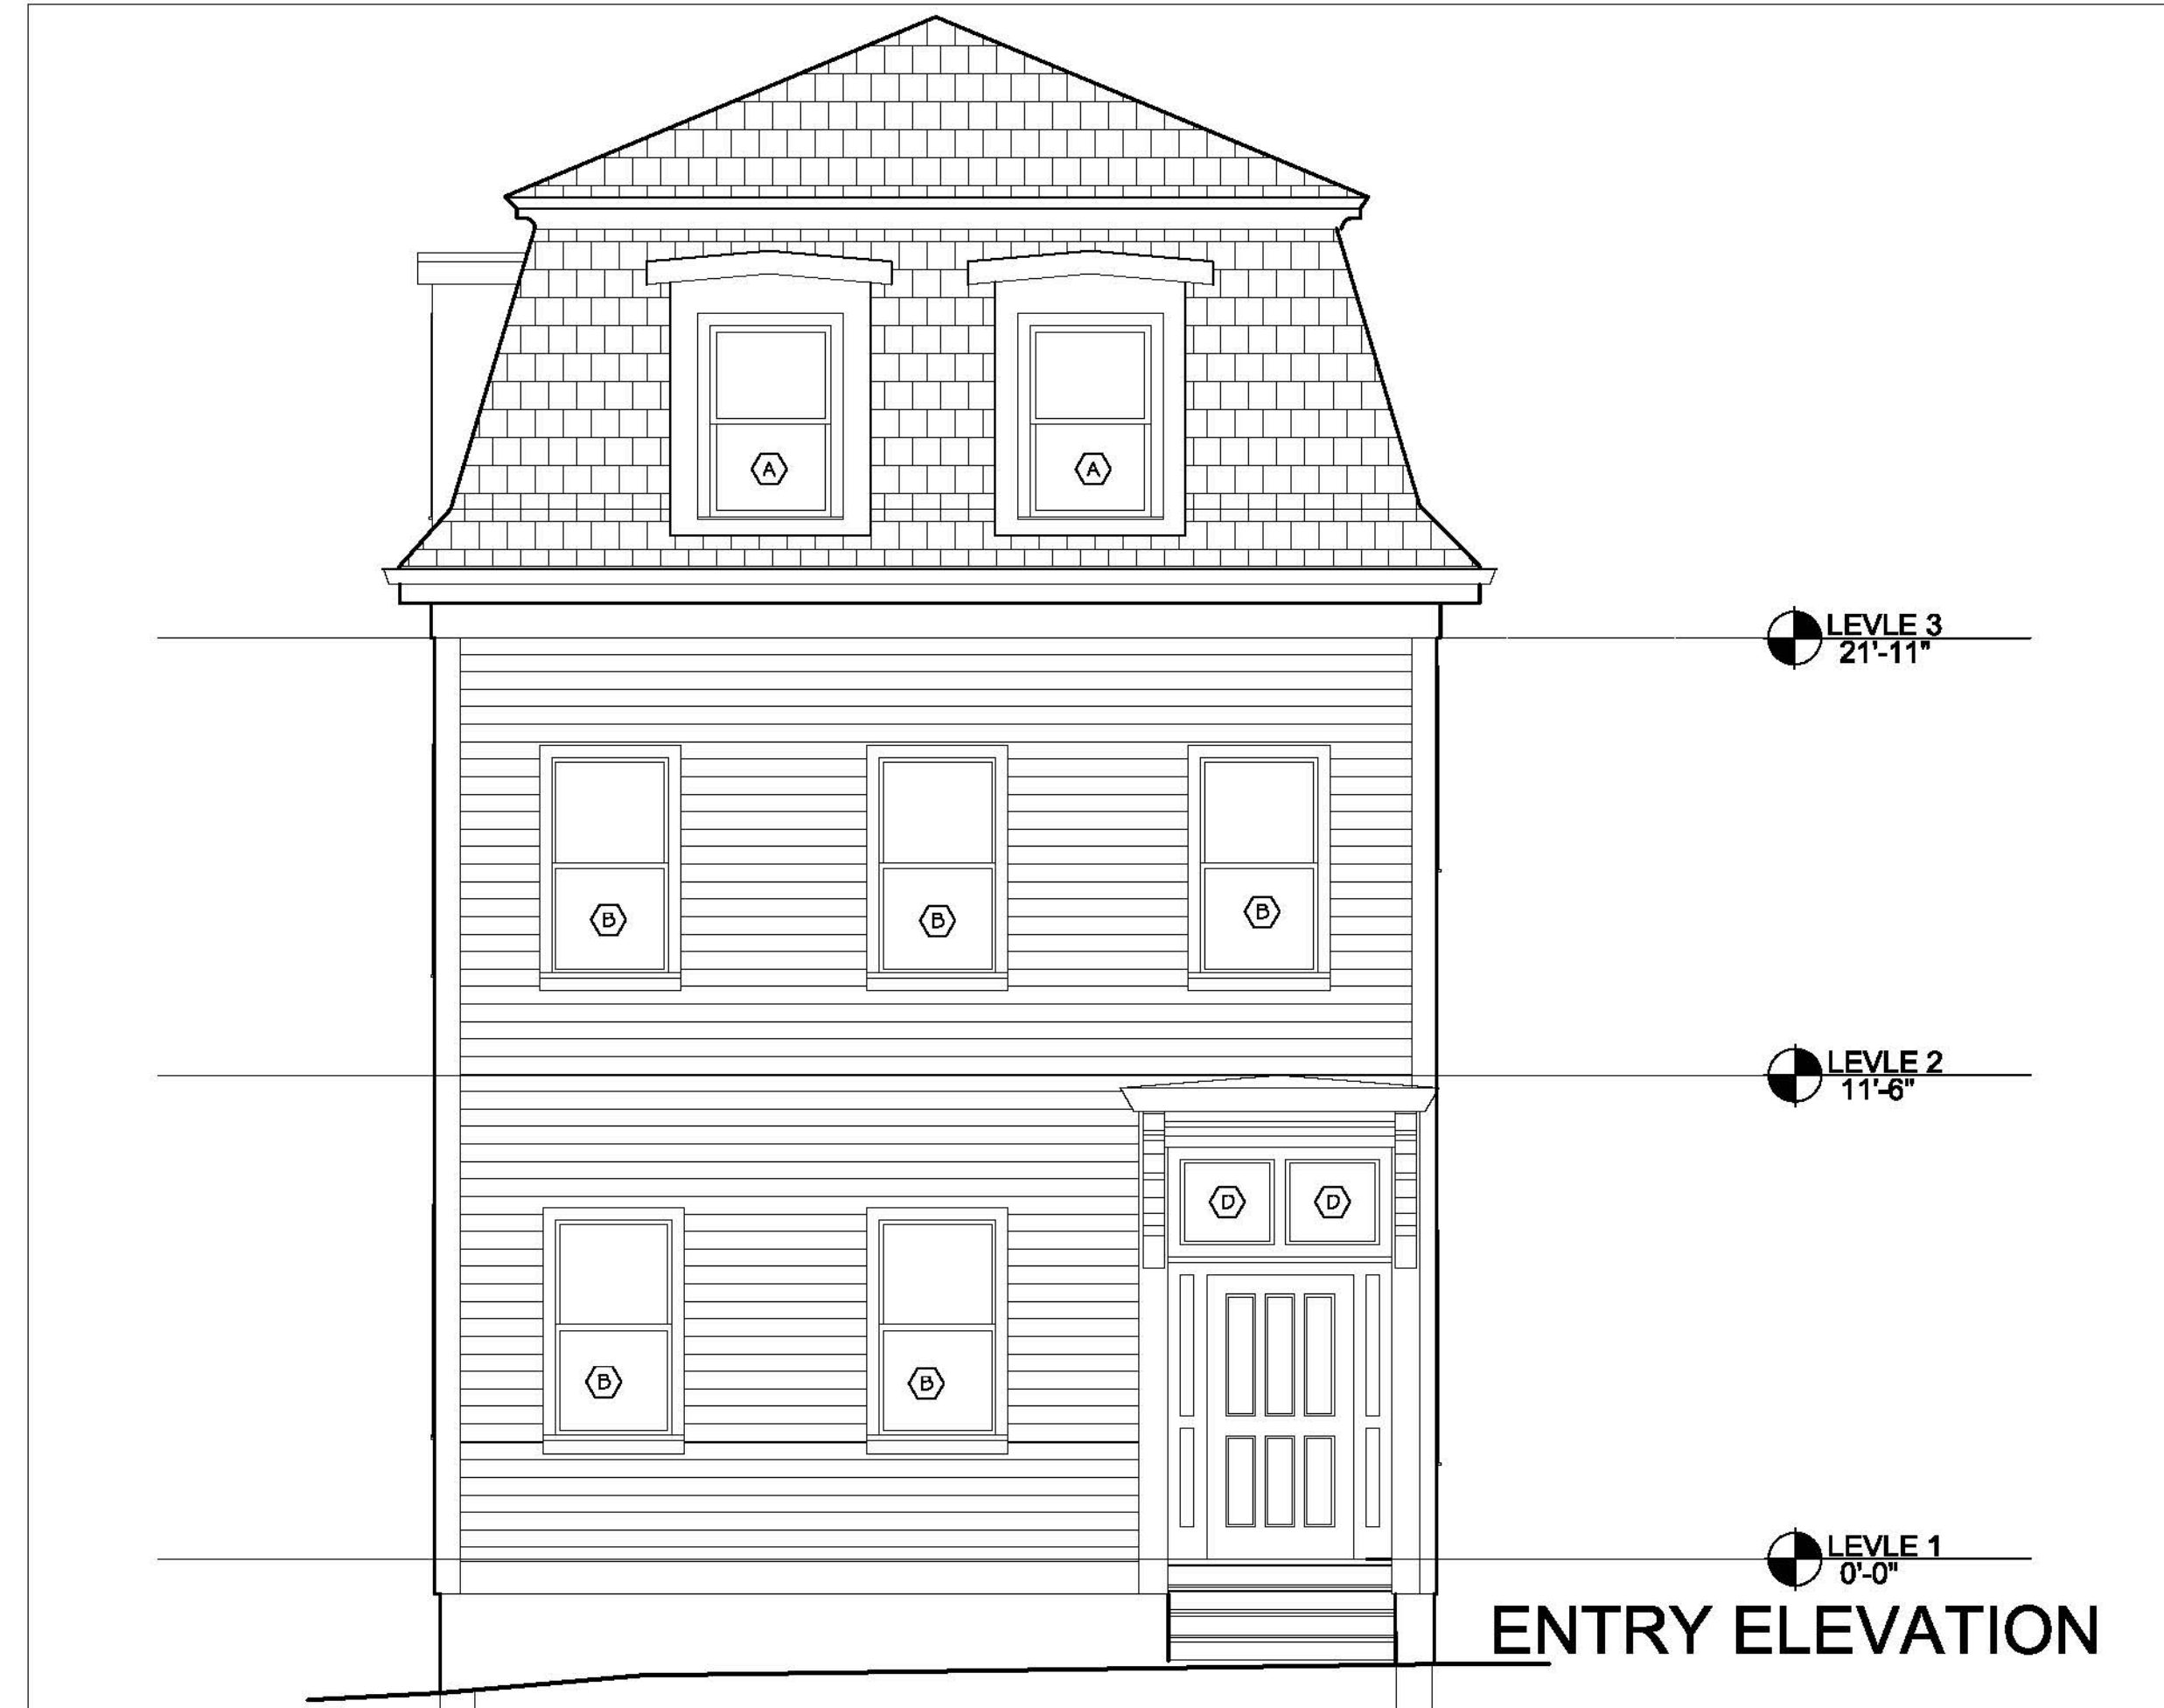 A A
LEVLE 3
21'-11"
B B B
LEVLE 2
11'-6"
D D
B B
LEVLE 1
0'-0"
ENTRY ELEVATION